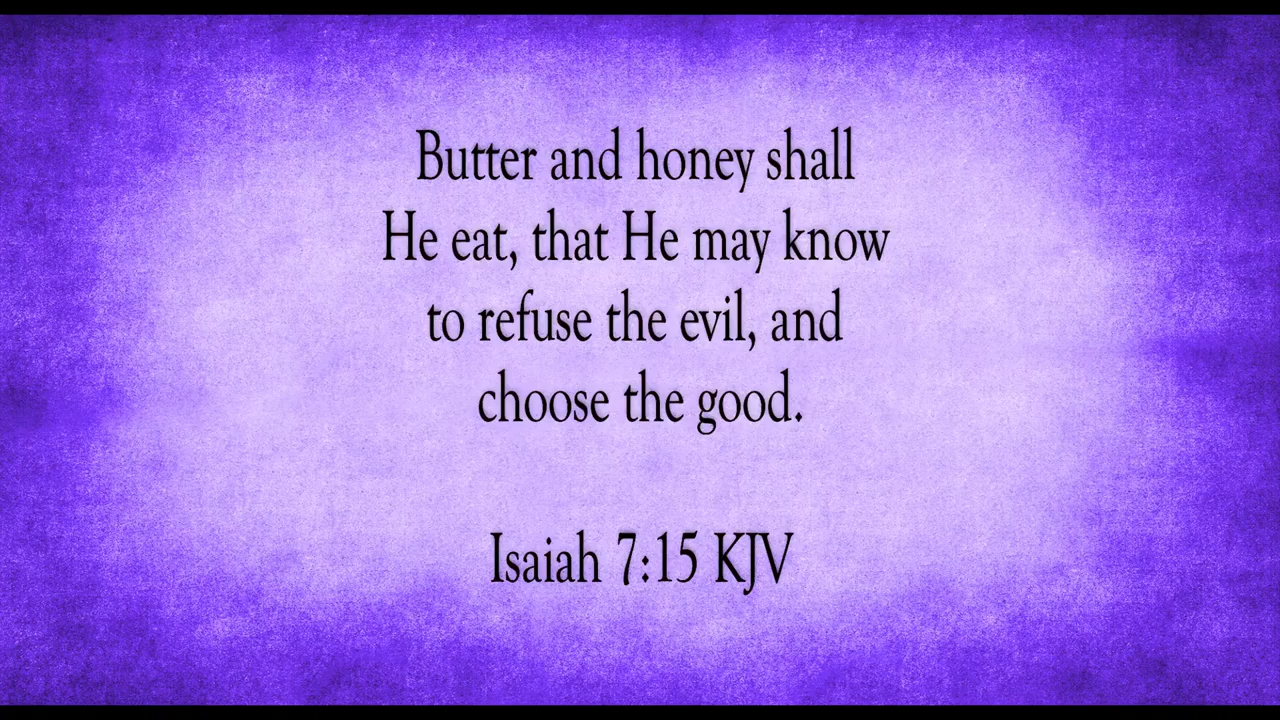 Butter and honey shall
He eat, that He may know
to refuse the evil, and
choose the good.
Isaiah 7:15 KJV